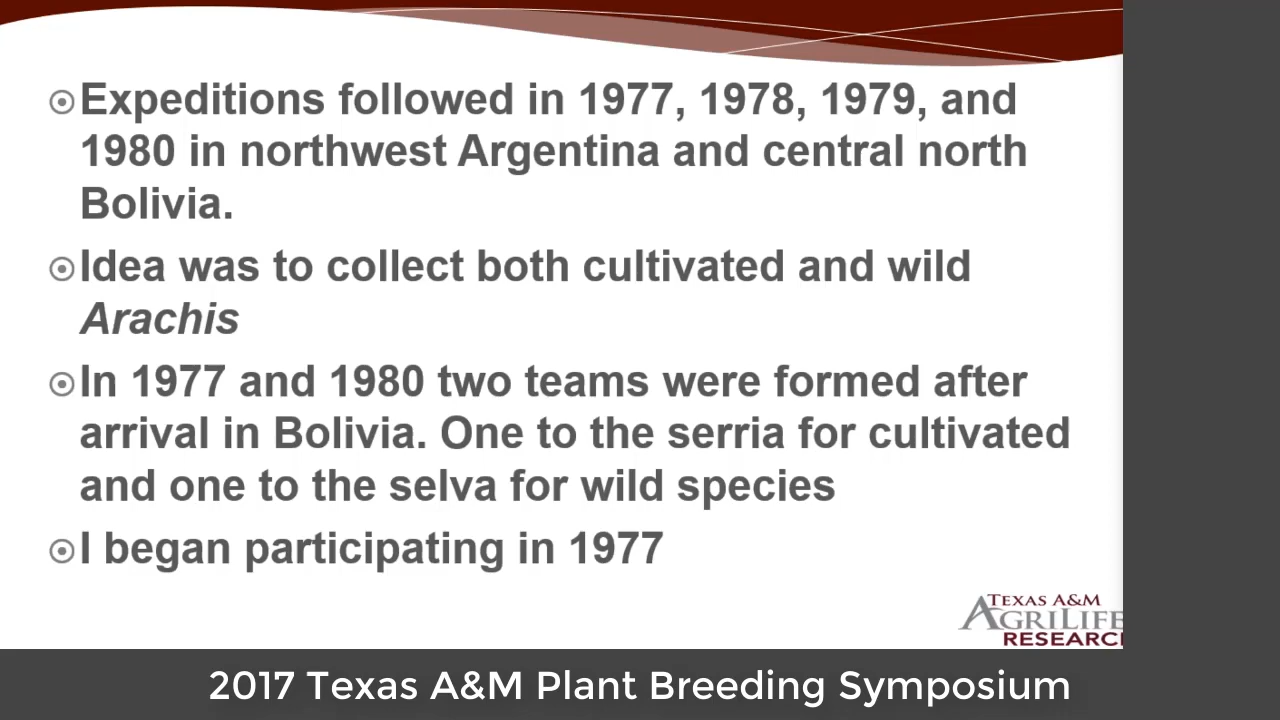 Expeditions followed in 1977, 1978, 1979, and
1980 in northwest Argentina and central north
Bolivia.
Idea was to collect both cultivated and wild
Arachis
In 1977 and 1980 two teams were formed after
arrival in Bolivia. One to the serria for cultivated
and one to the selva for wild species
I began participating in 1977
TEXAS A&M
AGRILIFE
RESEARC
2017 Texas A&M Plant Breeding Symposium